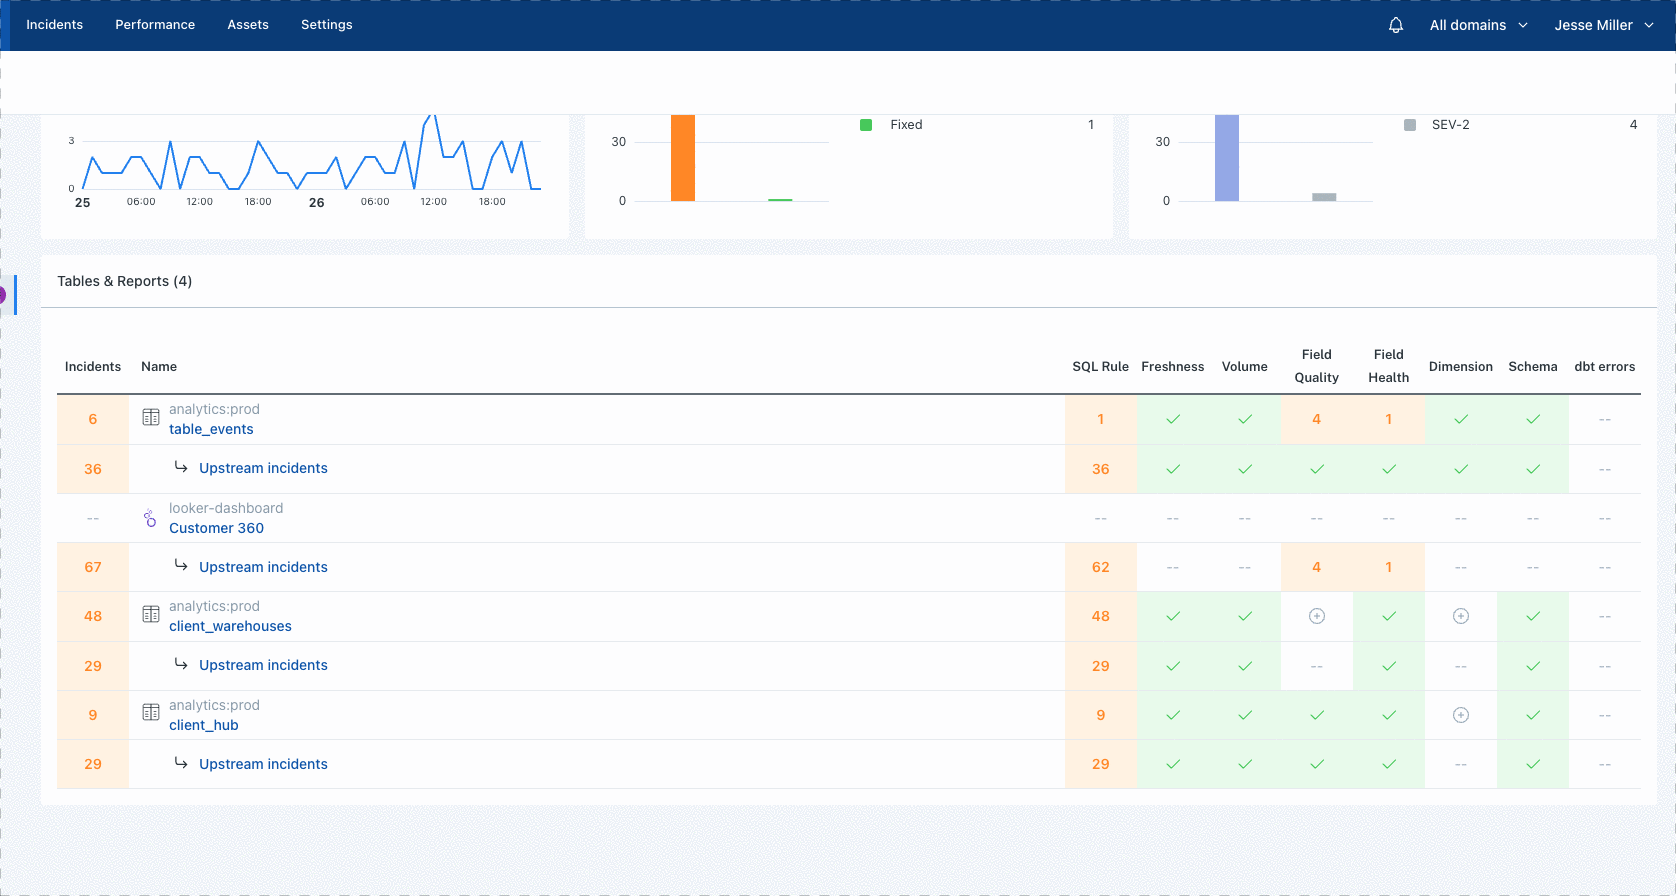 Incidents Performance Assets Settings All domains Jesse Miller
3
0
25 06:00 12:00 18:00 26 06:00 12:00 18:00
30
0
Fixed 1
30
0
SEV-2 4
Tables & Reports (4)
Incidents Name SQL Rule Freshness Volume Field Quality Field Health Dimension Schema dbt errors
analytics:prod
6 table_events 1 4 1 --
36 Upstream incidents 36 --
looker-dashboard
-- Customer 360 -- -- -- -- -- -- -- --
67 Upstream incidents 62 -- -- 4 1 -- -- --
analytics:prod
48 client_warehouses 48 --
29 Upstream incidents 29 -- -- --
analytics:prod
9 client_hub 9 --
29 Upstream incidents 29 -- --